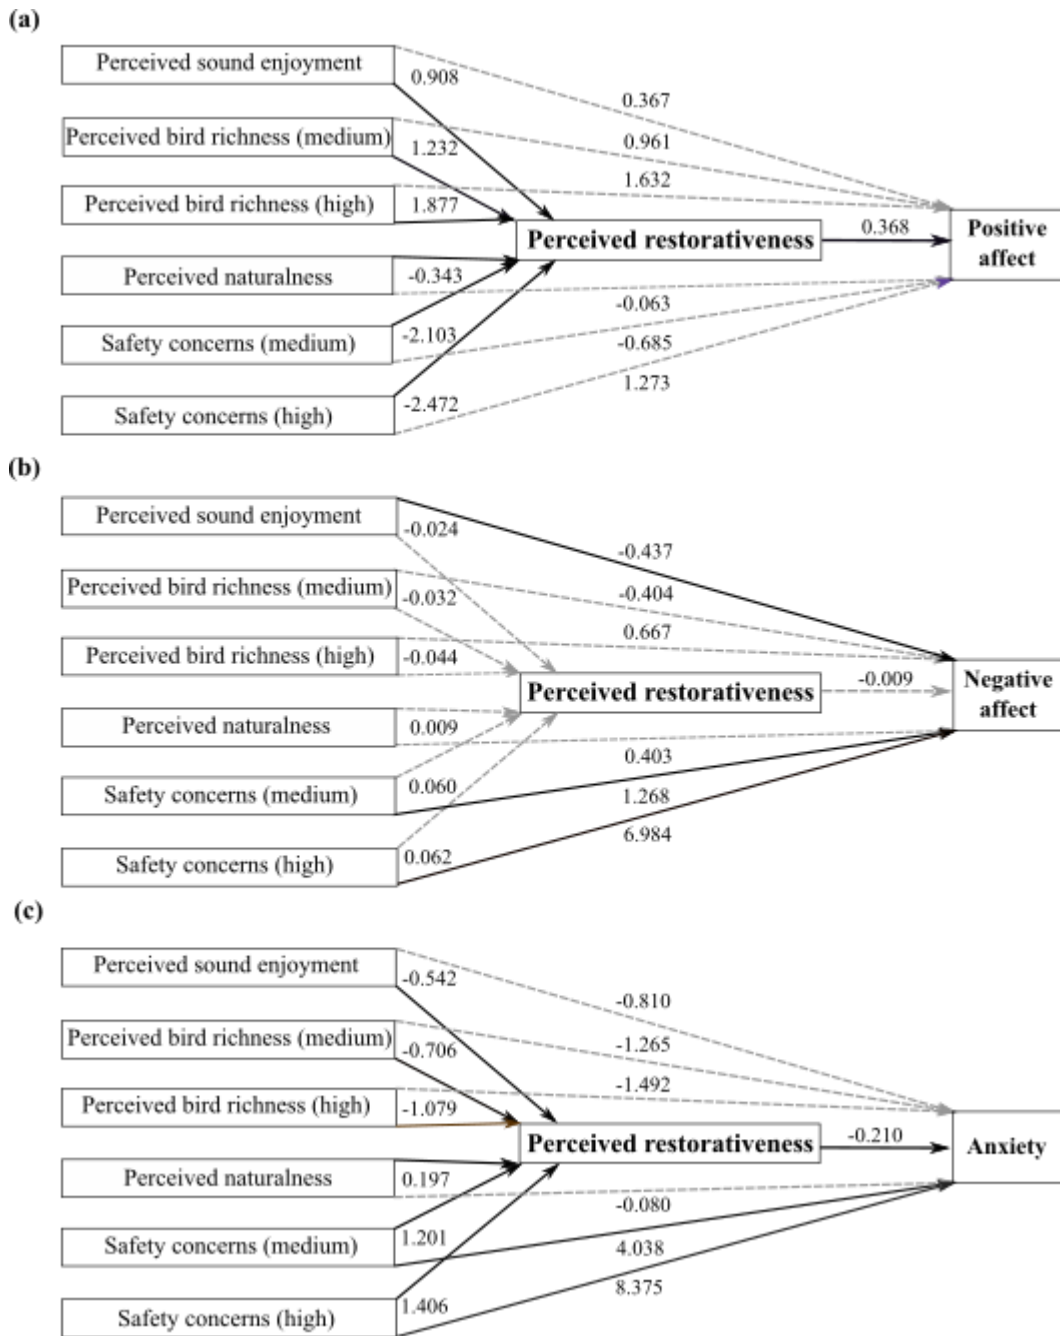 (a)
Perceived sound enjoyment
0.908
0.367
Perceived bird richness (medium)
1.232
0.961
Perceived bird richness (high)
1.877
1.632
Perceived restorativeness
0.368
Positive
affect
Perceived naturalness
-0.343
-0.063
Safety concerns (medium)
-2.103
-0.685
Safety concerns (high)
-2.472
1.273
(b)
Perceived sound enjoyment
-0.024
-0.437
Perceived bird richness (medium)
-0.032
-0.404
Perceived bird richness (high)
-0.044
0.667
Perceived restorativeness
-0.009
Negative
affect
Perceived naturalness
0.009
0.403
Safety concerns (medium)
0.060
1.268
Safety concerns (high)
0.062
6.984
(c)
Perceived sound enjoyment
-0.542
-0.810
Perceived bird richness (medium)
-0.706
-1.265
Perceived bird richness (high)
-1.079
-1.492
Perceived restorativeness
-0.210
Anxiety
Perceived naturalness
0.197
-0.080
Safety concerns (medium)
1.201
4.038
Safety concerns (high)
1.406
8.375